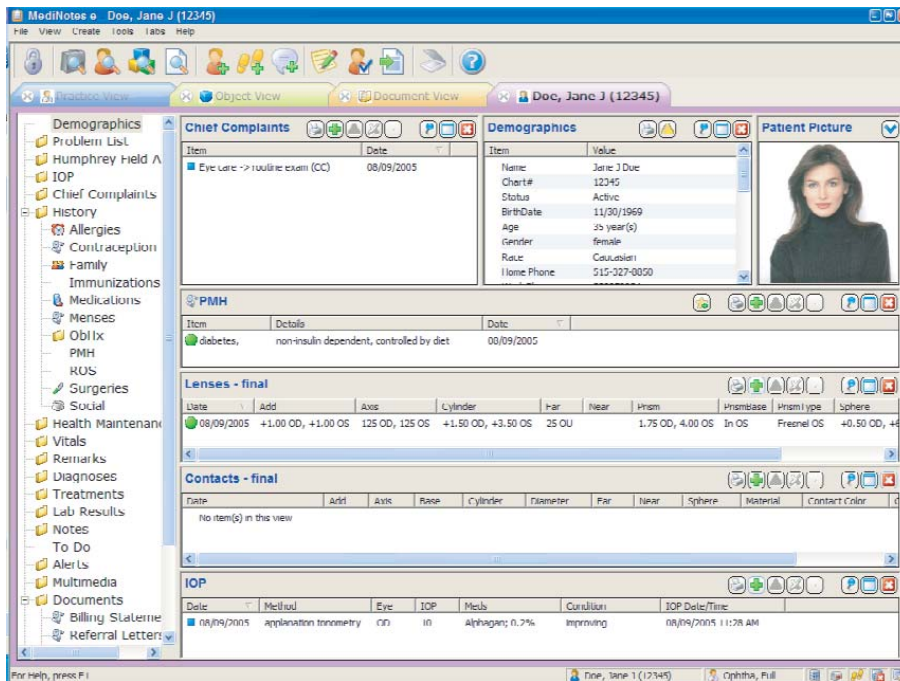 MediNotes e Doe, Jane J (12345)
File View Create Tools Tabs Help
Practice View Object View Document View Doe, Jane J (12345)
Demographics
Problem List
Humphrey Field A
IOP
Chief Complaints
History
Allergies
Contraception
Family
Immunizations
Medications
Menses
ObHx
PMH
ROS
Surgeries
Social
Health Maintenanc
Vitals
Remarks
Diagnoses
Treatments
Lab Results
Notes
To Do
Alerts
Multimedia
Documents
Billing Stateme
Referral Letters
Chief Complaints
Item Date
Eye care -> routine exam (CC) 08/09/2005
Demographics
Item Value
Name Jane J Doe
Chart# 12345
Status Active
BirthDate 11/30/1969
Age 35 year(s)
Gender female
Race Caucasian
Home Phone 515-327-8850
Patient Picture
PMH
Item Details Date
diabetes, non-insulin dependent, controlled by diet 08/09/2005
Lenses - final
Date Add Axis Cylinder Far Near Prism PrismBase PrismType Sphere
08/09/2005 +1.00 OD, +1.00 OS 125 OD, 125 OS +1.50 OD, +3.50 OS 25 OU 1.75 OD, 4.00 OS In OS Fresnel OS +0.50 OD,
Contacts - final
Date Add Axis Base Cylinder Diameter Far Near Sphere Material Contact Color
No item(s) in this view
IOP
Date Method Eye IOP Meds Condition IOP Date/Time
08/09/2005 applanation tonometry OD 10 Alphagan; 0.2% Improving 08/09/2005 11:28 AM
For Help, press F1
Doe, Jane J (12345) Ophtha, Full